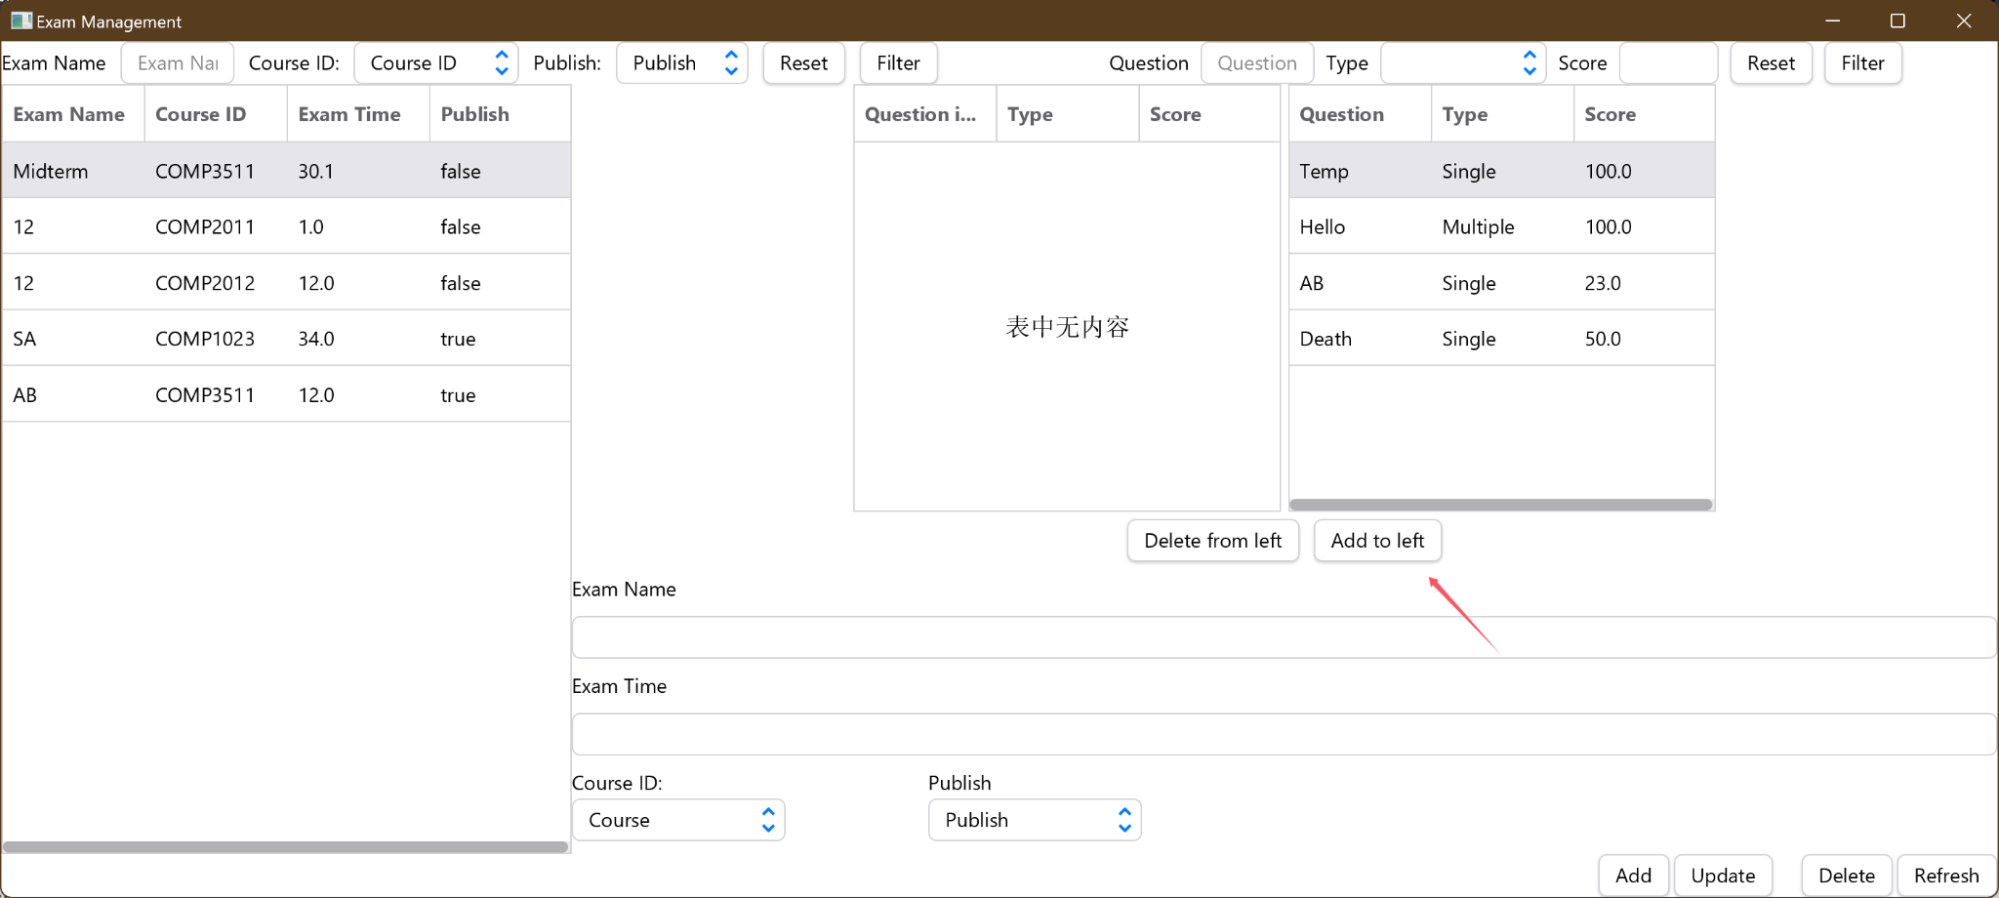 Exam Management
Exam Name Exam Nai Course ID: Course ID Publish: Publish Reset Filter Question Question Type Score Reset Filter
Exam Name Course ID Exam Time Publish
Midterm COMP3511 30.1 false
12 COMP2011 1.0 false
12 COMP2012 12.0 false
SA COMP1023 34.0 true
AB COMP3511 12.0 true
Question i... Type Score
表中无内容
Question Type Score
Temp Single 100.0
Hello Multiple 100.0
AB Single 23.0
Death Single 50.0
Delete from left Add to left
Exam Name
Exam Time
Course ID: Publish
Course Publish
Add Update Delete Refresh